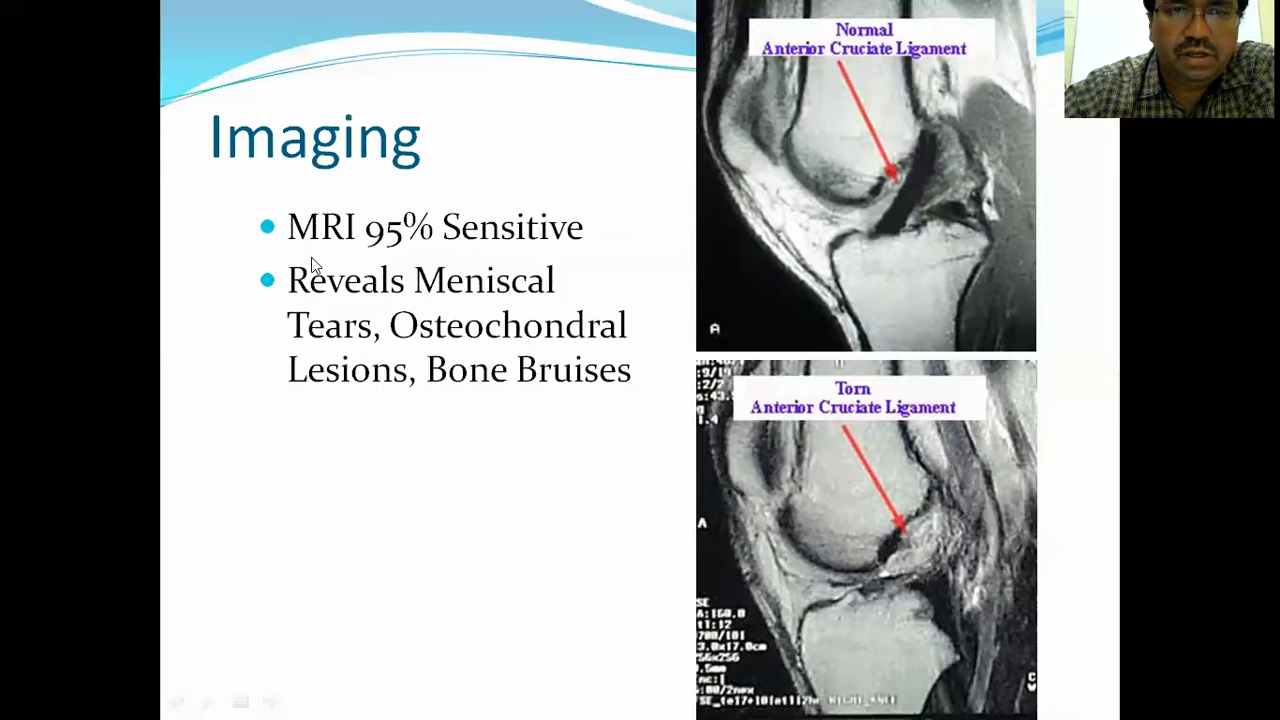 Imaging
MRI 95% Sensitive
Reveals Meniscal
Tears, Osteochondral
Lesions, Bone Bruises
Normal
Anterior Cruciate Ligament
A
Torn
Anterior Cruciate Ligament
A